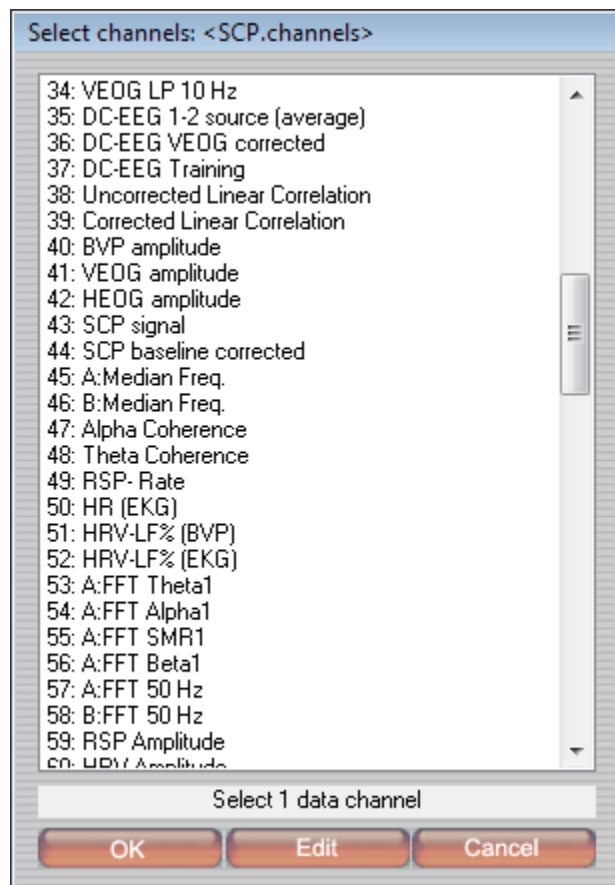 Select channels: <SCP.channels>
34: VEOG LP 10 Hz
35: DC-EEG 1-2 source (average)
36: DC-EEG VEOG corrected
37: DC-EEG Training
38: Uncorrected Linear Correlation
39: Corrected Linear Correlation
40: BVP amplitude
41: VEOG amplitude
42: HEOG amplitude
43: SCP signal
44: SCP baseline corrected
45: A:Median Freq.
46: B:Median Freq.
47: Alpha Coherence
48: Theta Coherence
49: RSP- Rate
50: HR (EKG)
51: HRV-LF% (BVP)
52: HRV-LF% (EKG)
53: A:FFT Theta1
54: A:FFT Alpha1
55: A:FFT SMR1
56: A:FFT Beta1
57: A:FFT 50 Hz
58: B:FFT 50 Hz
59: RSP Amplitude
60: HRV Amplitude
Select 1 data channel
OK Edit Cancel